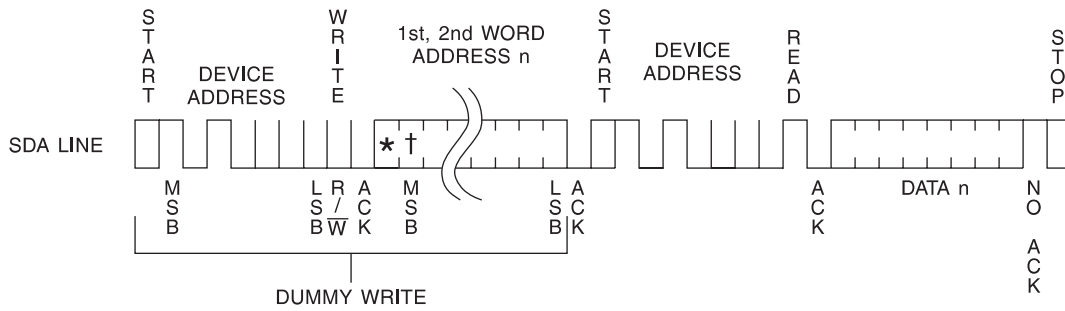 START
DEVICE
ADDRESS
WRITE
1st, 2nd WORD
ADDRESS n
START
DEVICE
ADDRESS
READ
STOP
SDA LINE
* †
MSB
LSB
R/W
ACK
MSB
LSB
ACK
ACK
DATA n
NO ACK
DUMMY WRITE